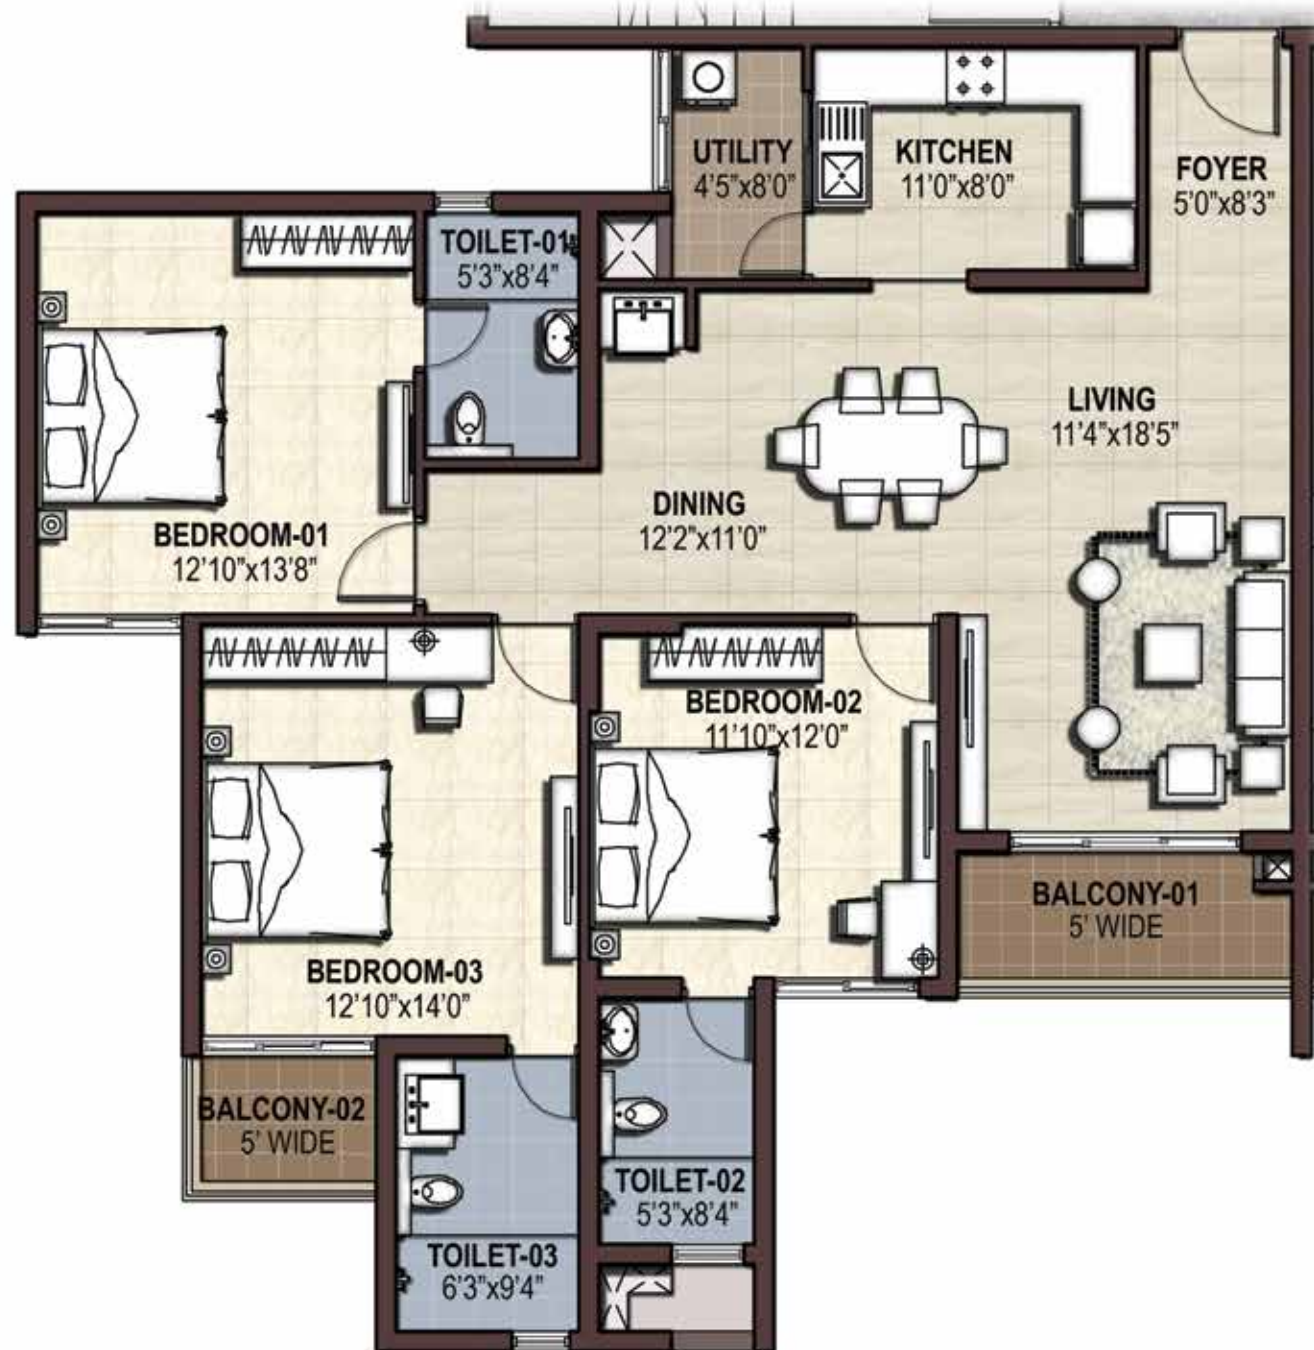 UTILITY
4'5"x8'0"
KITCHEN
11'0"x8'0"
FOYER
5'0"x8'3"
TOILET-01
5'3"x8'4"
LIVING
11'4"x18'5"
DINING
12'2"x11'0"
BEDROOM-01
12'10"x13'8"
BEDROOM-02
11'10"x12'0"
BALCONY-01
5' WIDE
BEDROOM-03
12'10"x14'0"
BALCONY-02
5' WIDE
TOILET-02
5'3"x8'4"
TOILET-03
6'3"x9'4"